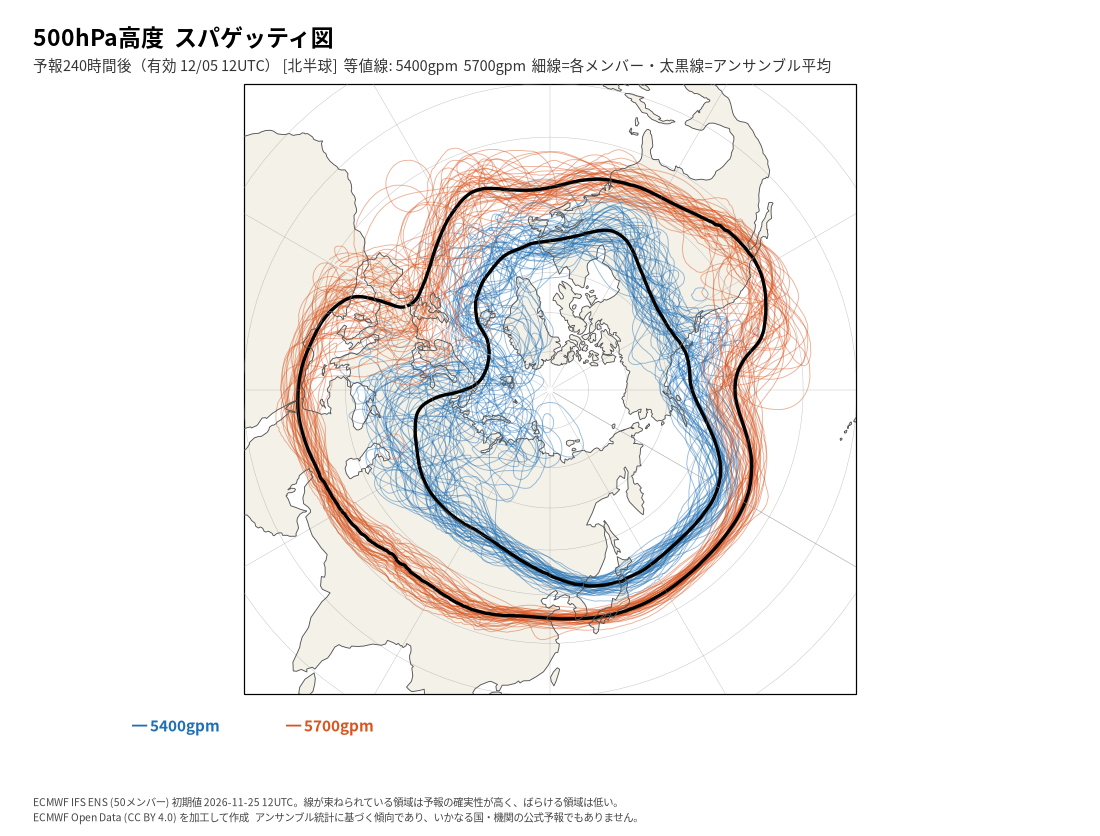 500hPa高度 スパゲッティ図
予報240時間後（有効 12/05 12UTC） [北半球] 等値線: 5400gpm 5700gpm 細線=各メンバー・太黒線=アンサンブル平均
5400gpm
5700gpm
ECMWF IFS ENS (50メンバー) 初期値 2026-11-25 12UTC。線が束ねられている領域は予報の確実性が高く、ばらける領域は低い。
ECMWF Open Data (CC BY 4.0) を加工して作成 アンサンブル統計に基づく傾向であり、いかなる国・機関の公式予報でもありません。